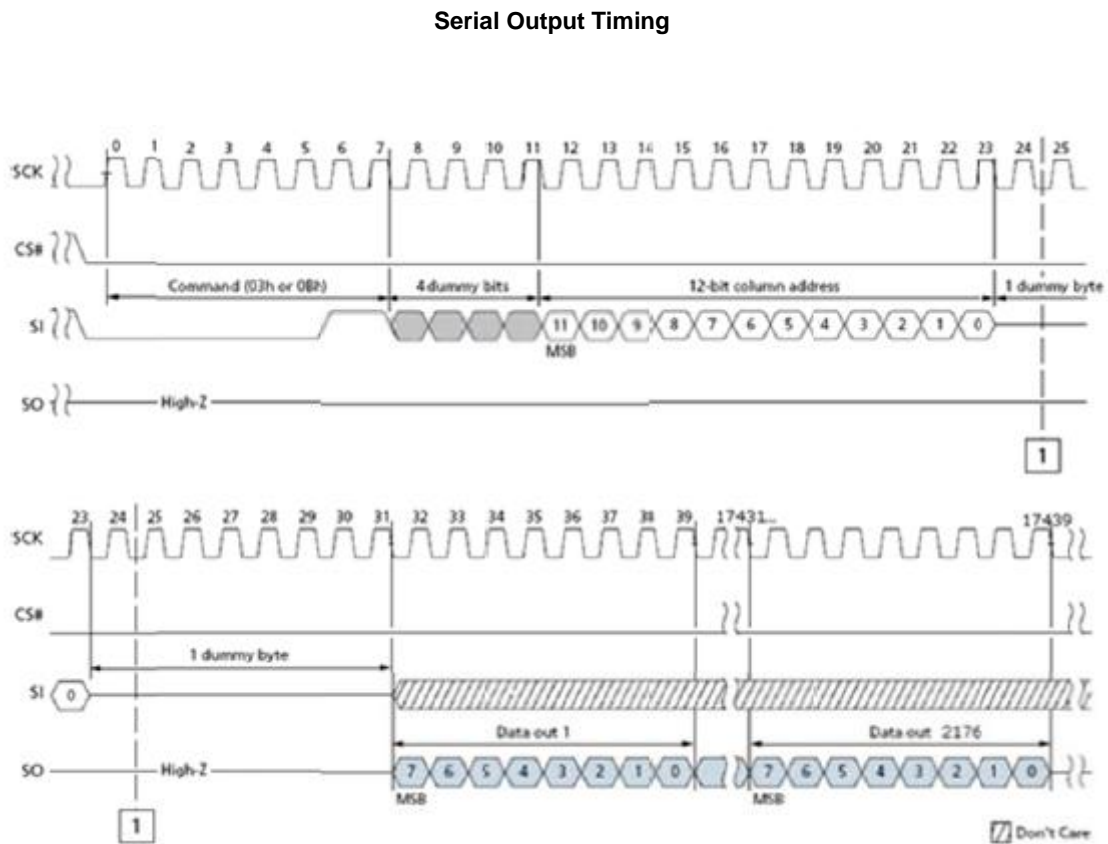 Serial Output Timing
0 1 2 3 4 5 6 7 8 9 10 11 12 13 14 15 16 17 18 19 20 21 22 23 24 25
SCK
CS#
Command (03h or 0Bh) 4 dummy bits 12-bit column address 1 dummy byte
SI 11 10 9 8 7 6 5 4 3 2 1 0
MSB
SO High-Z
1
23 24 25 26 27 28 29 30 31 32 33 34 35 36 37 38 39 17431... 17439
SCK
CS#
1 dummy byte
SI 0
Data out 1 Data out 2176
SO High-Z 7 6 5 4 3 2 1 0 7 6 5 4 3 2 1 0
MSB MSB
1
Don't Care